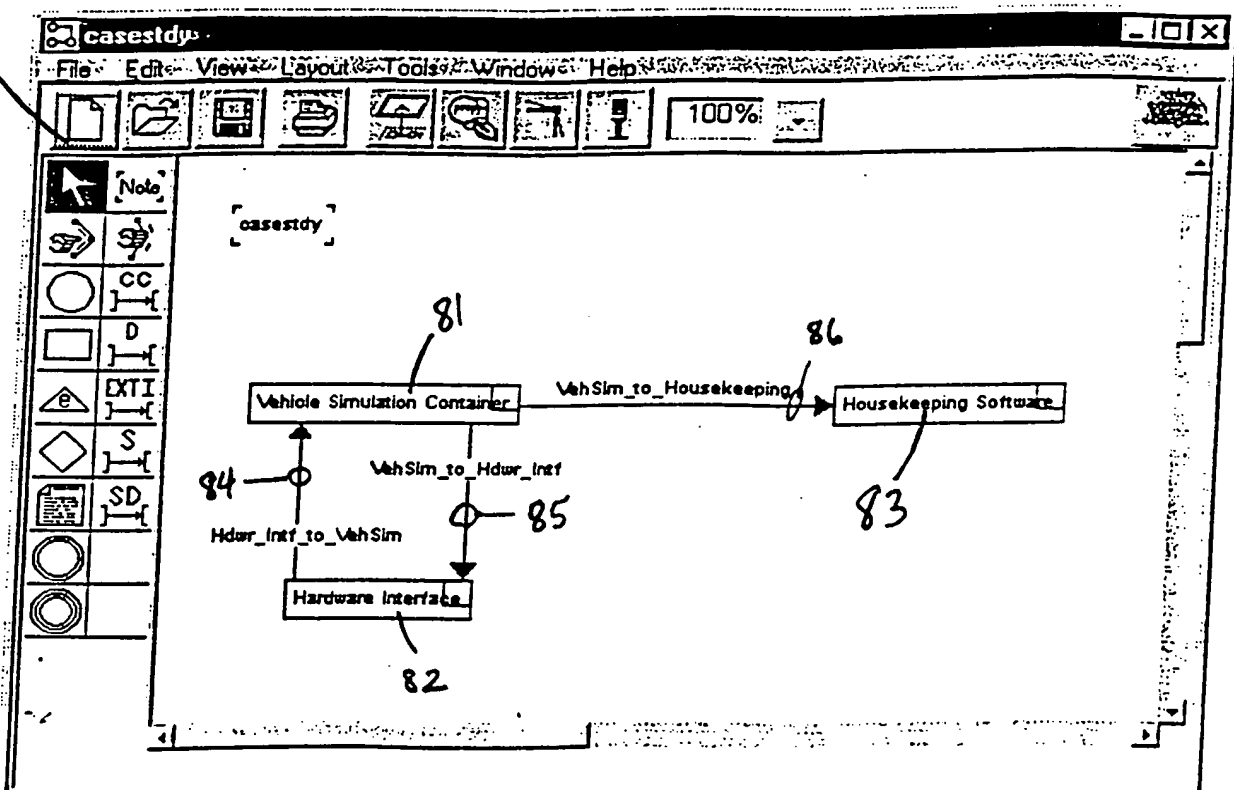 casestdy
File Edit View Layout Tools Window Help
100%
Note
CC
D
e
EXTI
S
SD
casestdy
81
86
Vehicle Simulation Container
VehSim_to_Housekeeping
Housekeeping Software
84
VehSim_to_Hdwr_Intf
85
83
Hdwr_Intf_to_VehSim
Hardware Interface
82